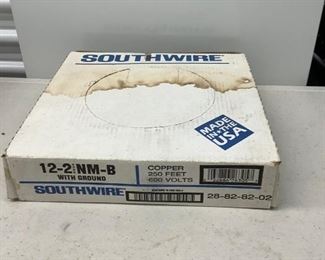 SOUTHWIRE
MADE
IN THE
USA
12-2 NM-B
WITH GROUND
COPPER
250 FEET
600 VOLTS
SOUTHWIRE
28-82-82-02